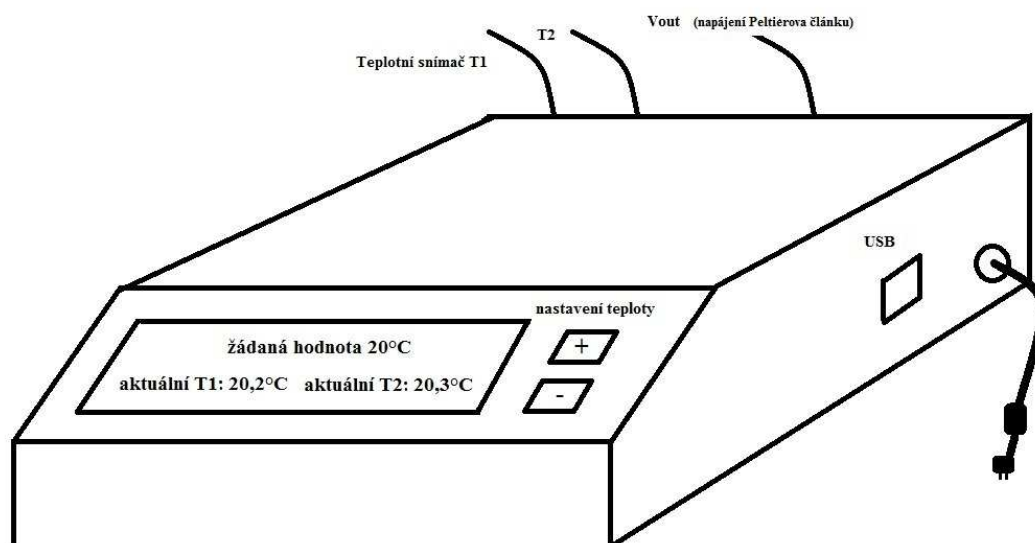 Vout (napájení Peltiérova článku)
T2
Teplotní snímač T1
USB
nastavení teploty
žádaná hodnota 20°C
+
aktuální T1: 20,2°C aktuální T2: 20,3°C
-